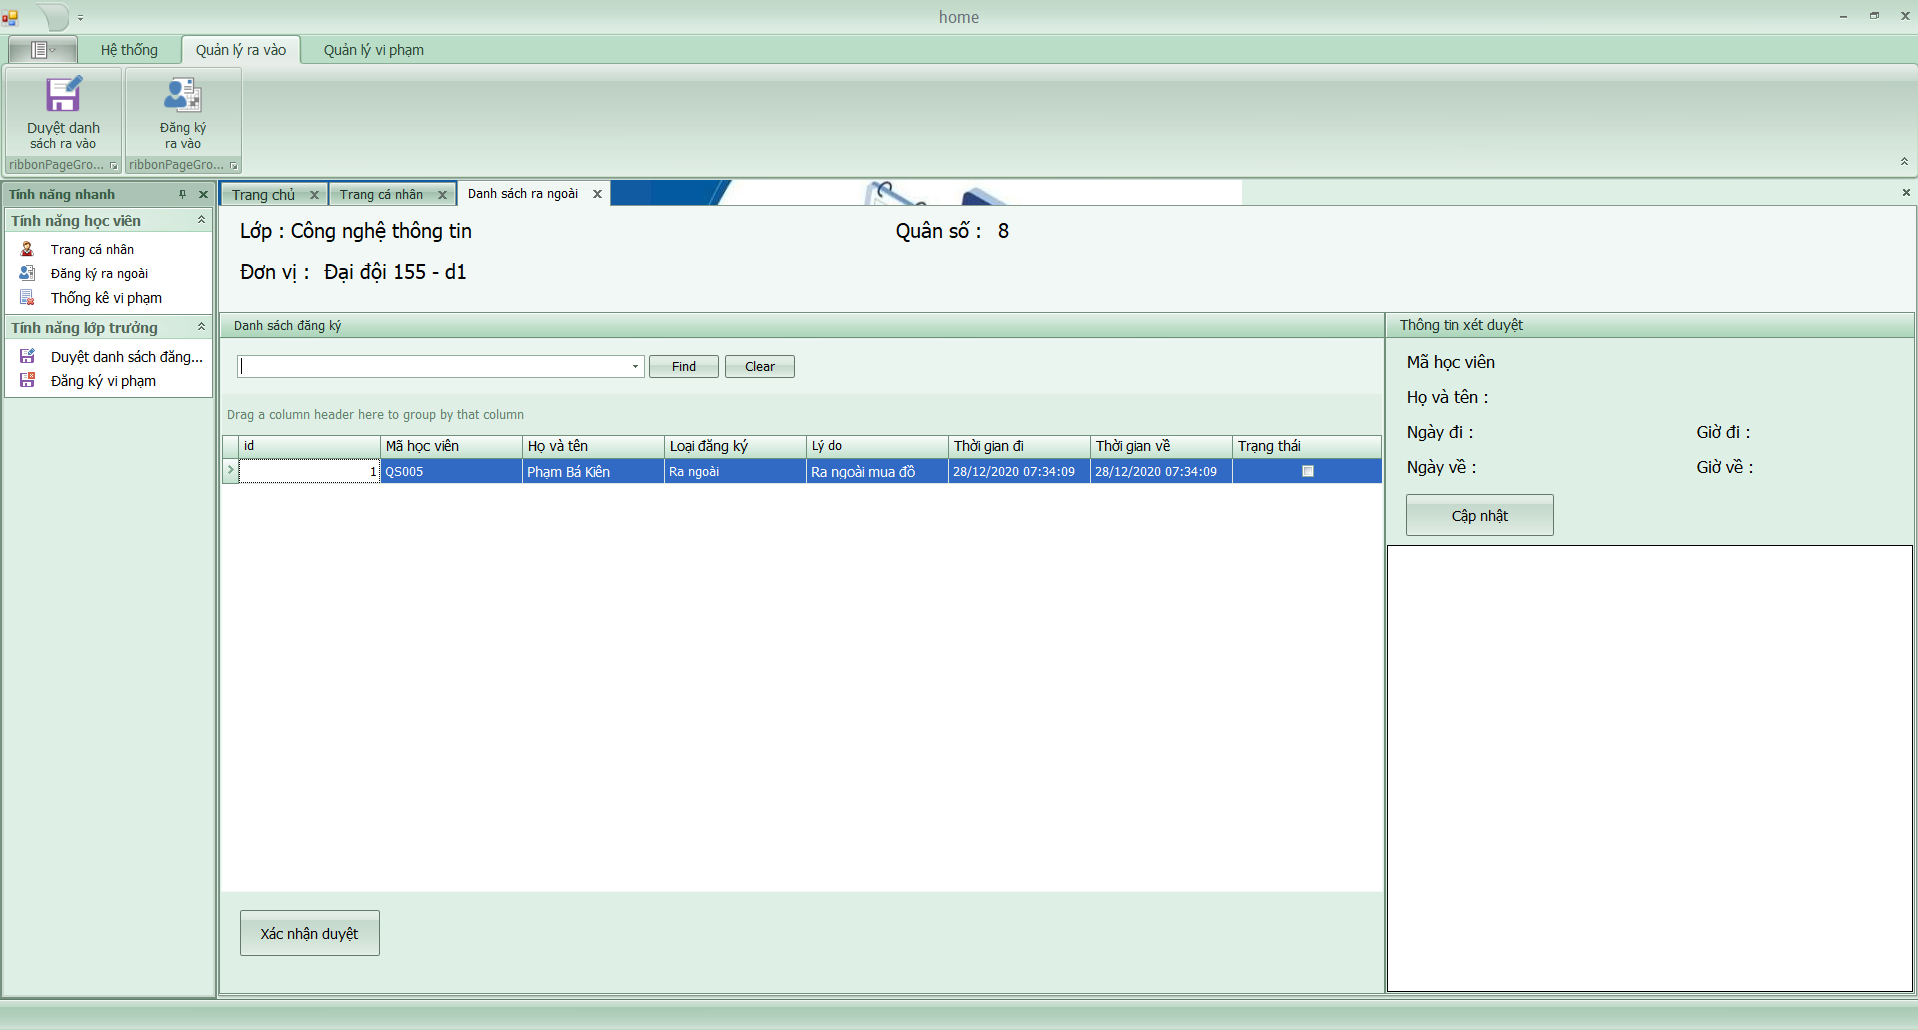 home
Hệ thống
Quản lý ra vào
Quản lý vi phạm
Duyệt danh
sách ra vào
Đăng ký
ra vào
ribbonPageGro...
ribbonPageGro...
Tính năng nhanh
Tính năng học viên
Trang cá nhân
Đăng ký ra ngoài
Thống kê vi phạm
Tính năng lớp trưởng
Duyệt danh sách đăng...
Đăng ký vi phạm
Trang chủ
Trang cá nhân
Danh sách ra ngoài
Lớp : Công nghệ thông tin
Quân số : 8
Đơn vị : Đại đội 155 - d1
Danh sách đăng ký
Find
Clear
Drag a column header here to group by that column
id Mã học viên Họ và tên Loại đăng ký Lý do Thời gian đi Thời gian về Trạng thái
1 QS005 Phạm Bá Kiên Ra ngoài Ra ngoài mua đồ 28/12/2020 07:34:09 28/12/2020 07:34:09
Xác nhận duyệt
Thông tin xét duyệt
Mã học viên
Họ và tên :
Ngày đi :
Giờ đi :
Ngày về :
Giờ về :
Cập nhật